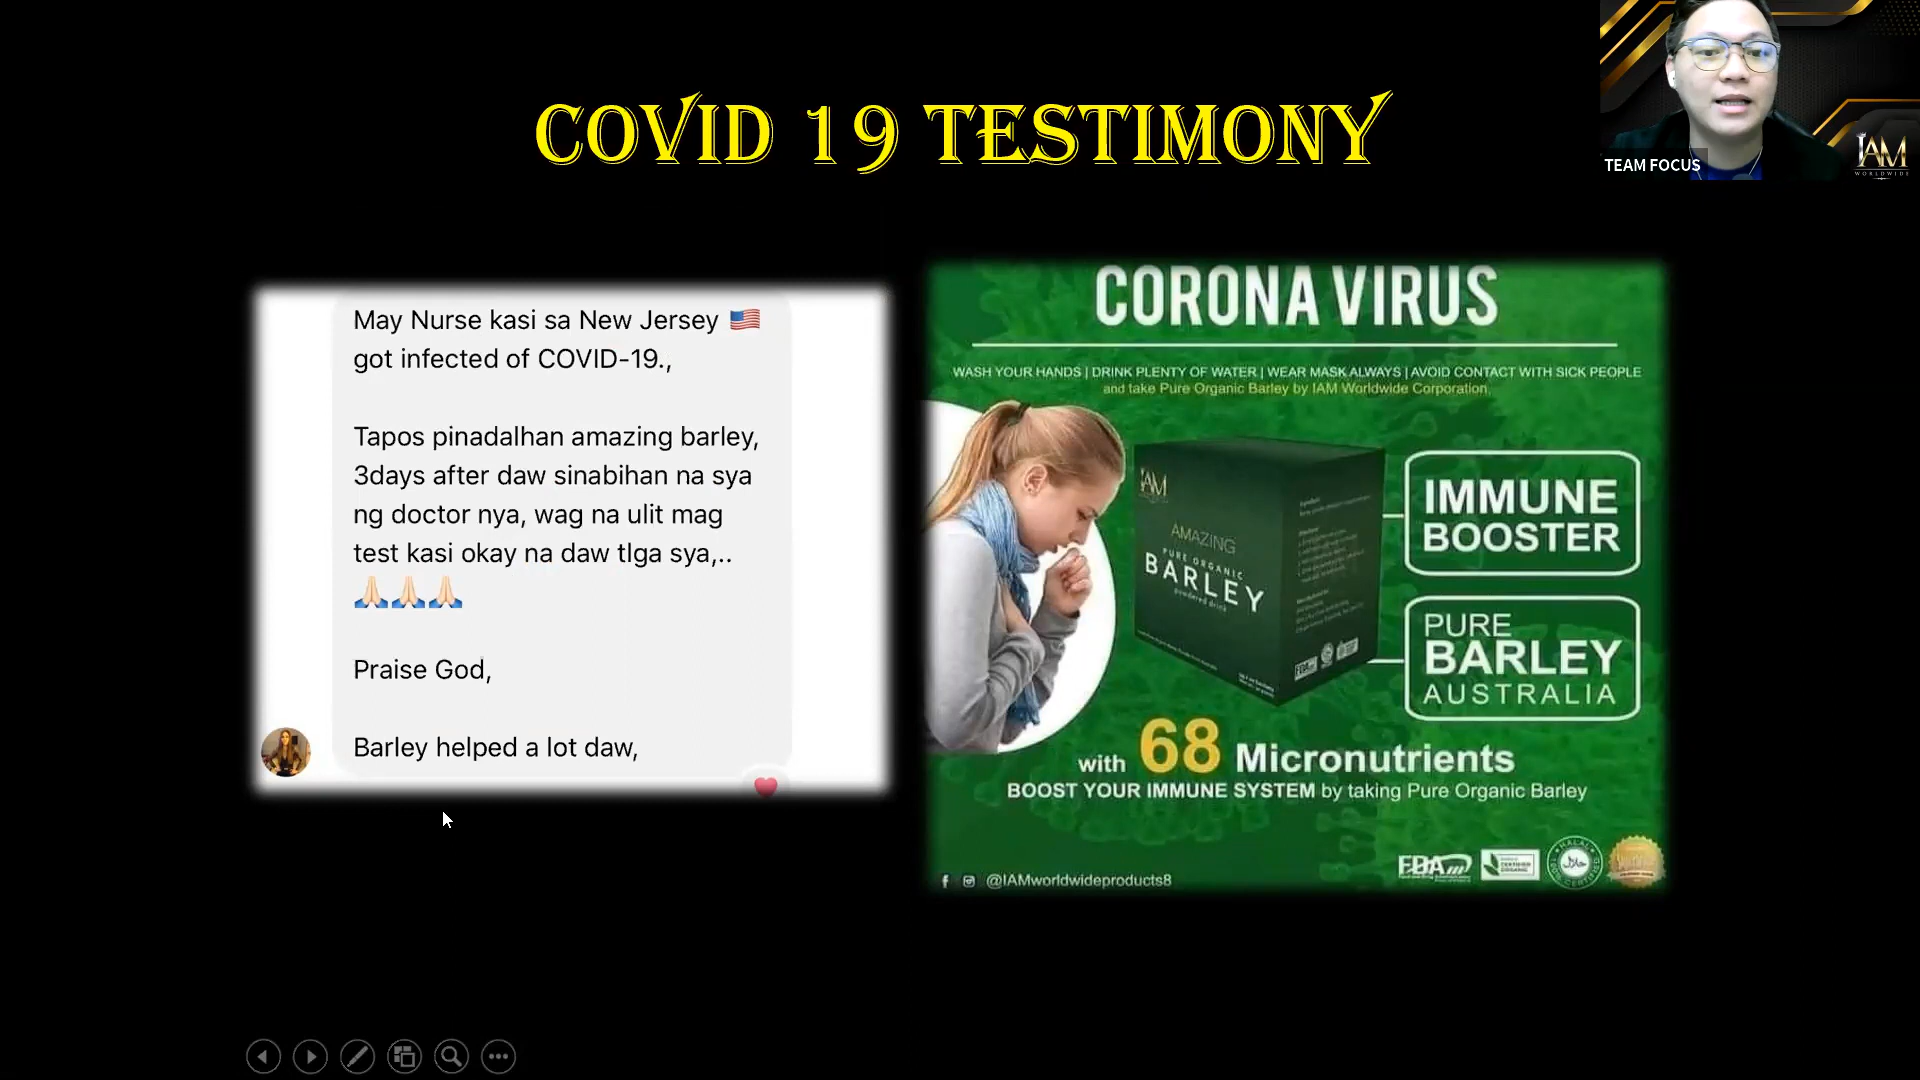 COVID 19 TESTIMONY
TEAM FOCUS
IAM
WORLDWIDE
May Nurse kasi sa New Jersey 🇺🇸
got infected of COVID-19.,
Tapos pinadalhan amazing barley,
3days after daw sinabihan na sya
ng doctor nya, wag na ulit mag
test kasi okay na daw tlga sya,..
🙏🏻🙏🏻🙏🏻
Praise God,
Barley helped a lot daw,
CORONA VIRUS
WASH YOUR HANDS | DRINK PLENTY OF WATER | WEAR MASK ALWAYS | AVOID CONTACT WITH SICK PEOPLE
and take Pure Organic Barley by IAM Worldwide Corporation.
IAM
AMAZING
PURE ORGANIC
BARLEY
powdered drink
IMMUNE
BOOSTER
PURE
BARLEY
AUSTRALIA
with 68 Micronutrients
BOOST YOUR IMMUNE SYSTEM by taking Pure Organic Barley
@IAMworldwideproducts8
FDA
HALAL